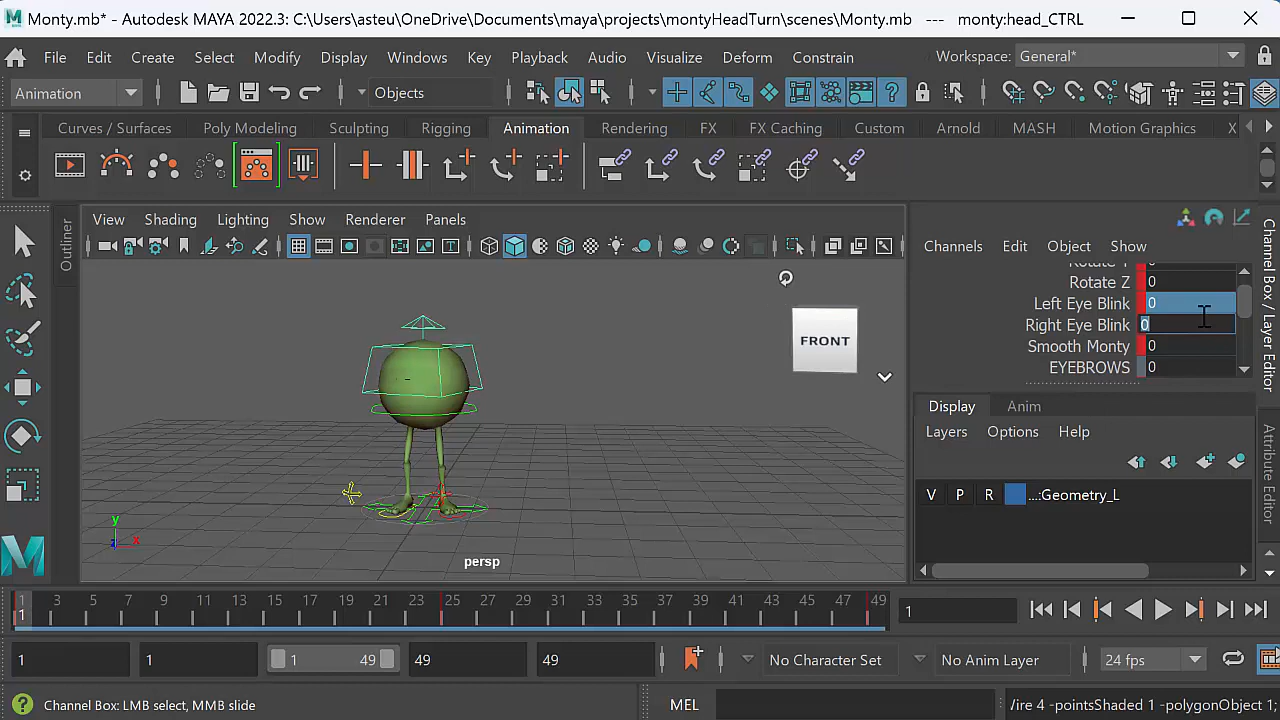 Monty.mb* - Autodesk MAYA 2022.3: C:\Users\asteu\OneDrive\Documents\maya\projects\montyHeadTurn\scenes\Monty.mb --- monty:head_CTRL
File Edit Create Select Modify Display Windows Key Playback Audio Visualize Deform Constrain Workspace: General*
Animation Objects
Curves / Surfaces Poly Modeling Sculpting Rigging Animation Rendering FX FX Caching Custom Arnold MASH Motion Graphics X
View Shading Lighting Show Renderer Panels
Outliner
FRONT
persp
y
x
z
Channels Edit Object Show
Rotate Y 0
Rotate Z 0
Left Eye Blink 0
Right Eye Blink 0
Smooth Monty 0
EYEBROWS 0
Display Anim
Layers Options Help
V P R ...:Geometry_L
Channel Box / Layer Editor
Attribute Editor
1 3 5 7 9 11 13 15 17 19 21 23 25 27 29 31 33 35 37 39 41 43 45 47 49
1
1
1 1 1 49 49 49 No Character Set No Anim Layer 24 fps
Channel Box: LMB select, MMB slide MEL /ire 4 -pointsShaded 1 -polygonObject 1;